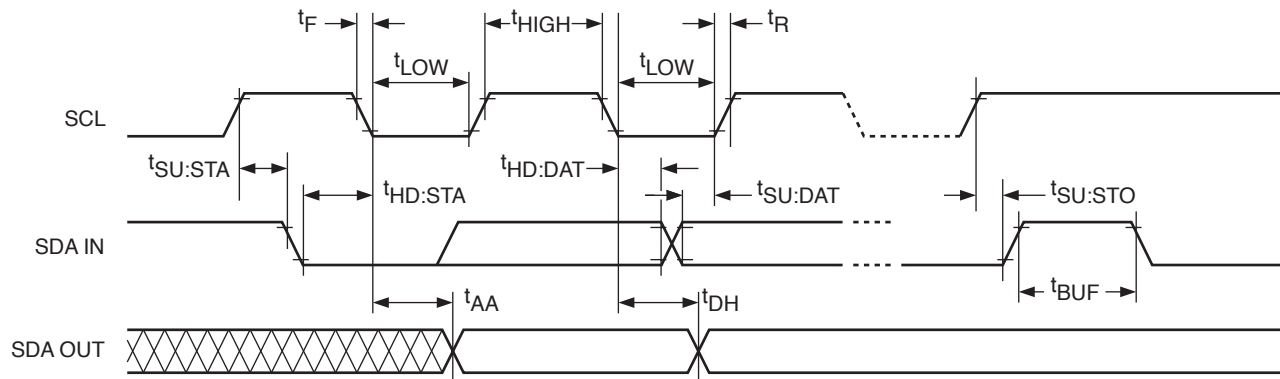 tF
tHIGH
tR
tLOW
tLOW
SCL
tSU:STA
tHD:STA
tHD:DAT
tSU:DAT
tSU:STO
SDA IN
tBUF
tAA
tDH
SDA OUT